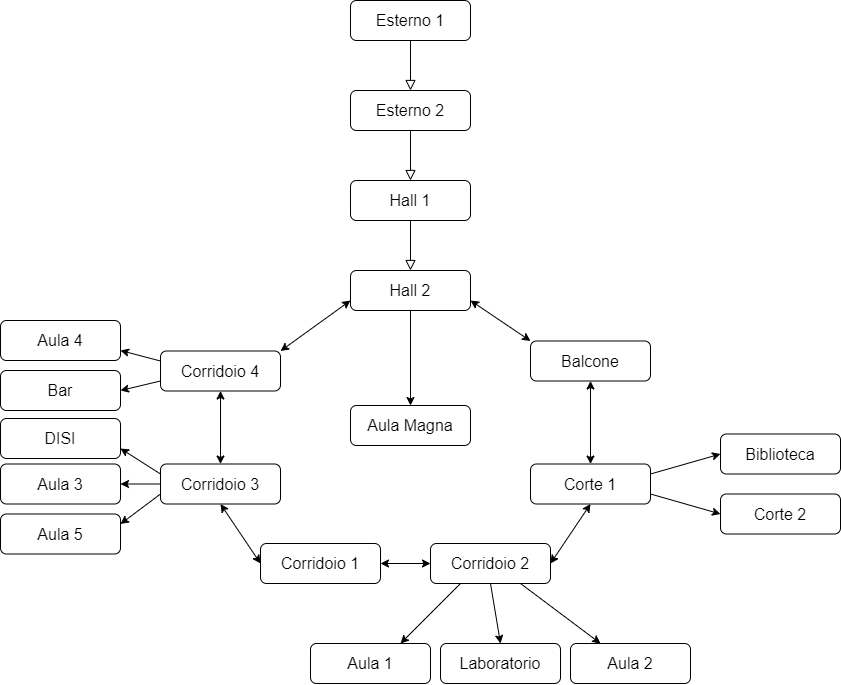 Esterno 1
Esterno 2
Hall 1
Hall 2
Aula 4
Corridoio 4
Balcone
Bar
Aula Magna
DISI
Biblioteca
Aula 3
Corridoio 3
Corte 1
Corte 2
Aula 5
Corridoio 1
Corridoio 2
Aula 1
Laboratorio
Aula 2